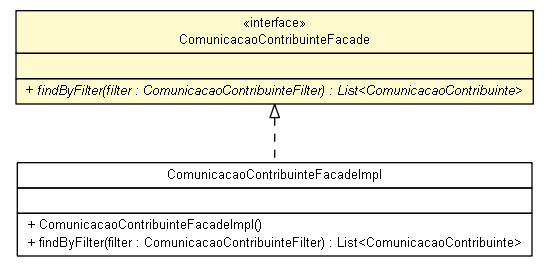 «interface»
ComunicacaoContribuinteFacade
+ findByFilter(filter : ComunicacaoContribuinteFilter) : List<ComunicacaoContribuinte>
ComunicacaoContribuinteFacadeImpl
+ ComunicacaoContribuinteFacadeImpl()
+ findByFilter(filter : ComunicacaoContribuinteFilter) : List<ComunicacaoContribuinte>